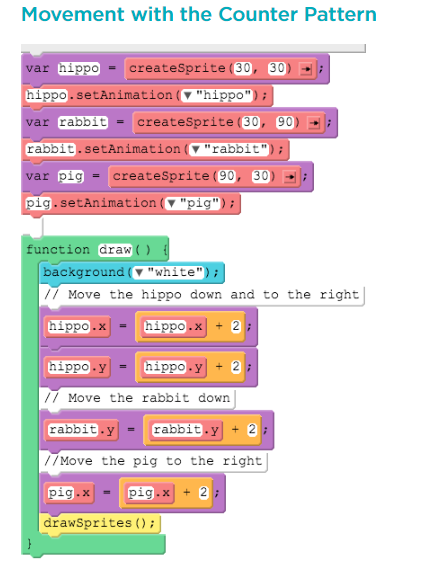 Movement with the Counter Pattern
var hippo = createSprite(30, 30) ➞;
hippo.setAnimation(▼"hippo");
var rabbit = createSprite(30, 90) ➞;
rabbit.setAnimation(▼"rabbit");
var pig = createSprite(90, 30) ➞;
pig.setAnimation(▼"pig");
function draw() {
background(▼"white");
// Move the hippo down and to the right
hippo.x = hippo.x + 2;
hippo.y = hippo.y + 2;
// Move the rabbit down
rabbit.y = rabbit.y + 2;
//Move the pig to the right
pig.x = pig.x + 2;
drawSprites();
}